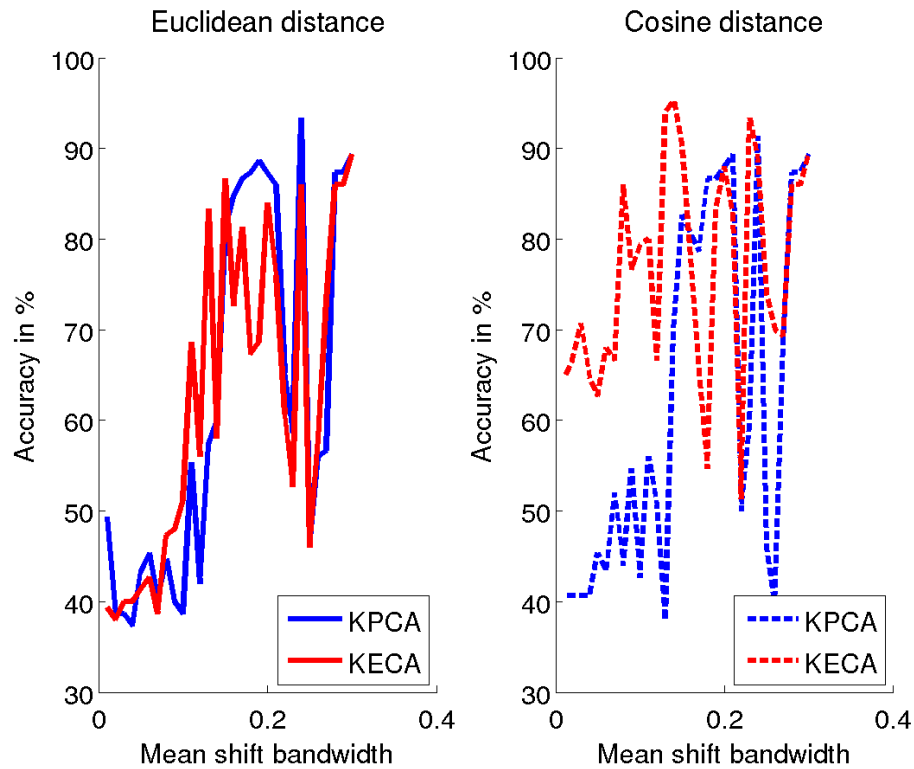 Euclidean distance
100
90
80
70
60
50
40
30
Accuracy in %
0
0.2
0.4
Mean shift bandwidth
KPCA
KECA
Cosine distance
100
90
80
70
60
50
40
30
Accuracy in %
0
0.2
0.4
Mean shift bandwidth
KPCA
KECA